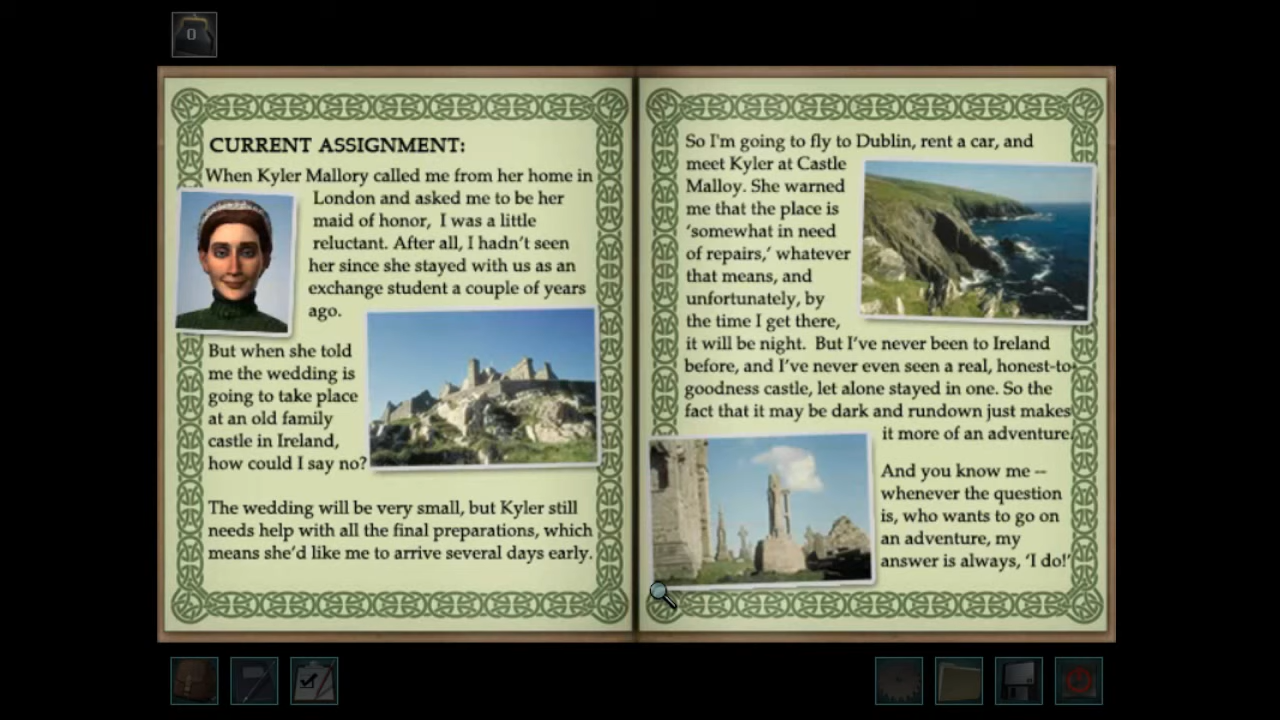 0
CURRENT ASSIGNMENT:
When Kyler Mallory called me from her home in
London and asked me to be her
maid of honor, I was a little
reluctant. After all, I hadn't seen
her since she stayed with us as an
exchange student a couple of years
ago.
But when she told
me the wedding is
going to take place
at an old family
castle in Ireland,
how could I say no?
The wedding will be very small, but Kyler still
needs help with all the final preparations, which
means she'd like me to arrive several days early.
So I'm going to fly to Dublin, rent a car, and
meet Kyler at Castle
Malloy. She warned
me that the place is
'somewhat in need
of repairs,' whatever
that means, and
unfortunately, by
the time I get there,
it will be night. But I've never been to Ireland
before, and I've never even seen a real, honest-to-
goodness castle, let alone stayed in one. So the
fact that it may be dark and rundown just makes
it more of an adventure.
And you know me --
whenever the question
is, who wants to go on
an adventure, my
answer is always, 'I do!'